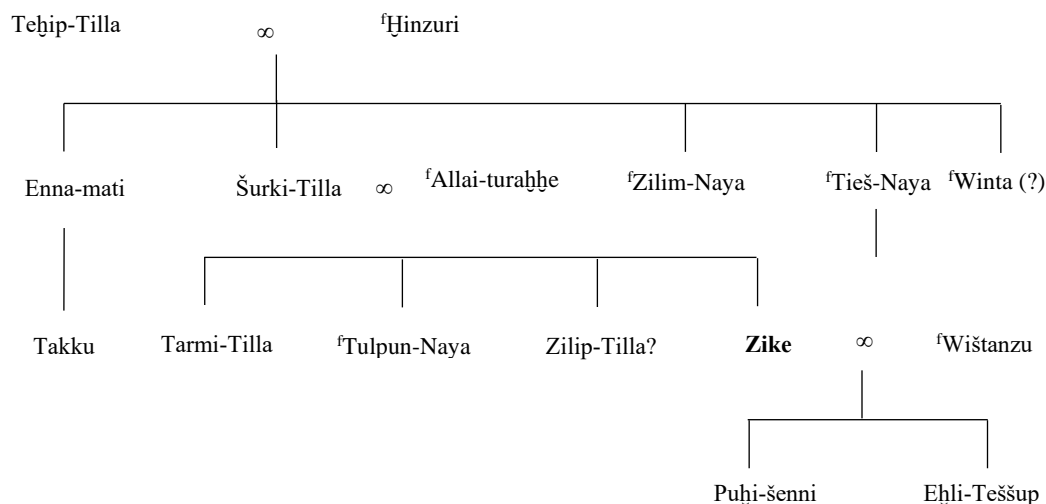 Teḫip-Tilla ∞ ᶠḪinzuri
Enna-mati Šurki-Tilla ∞ ᶠAllai-turaḫḫe ᶠZilim-Naya ᶠTieš-Naya ᶠWinta (?)
Takku Tarmi-Tilla ᶠTulpun-Naya Zilip-Tilla? Zike ∞ ᶠWištanzu
Puḫi-šenni Eḫli-Teššup